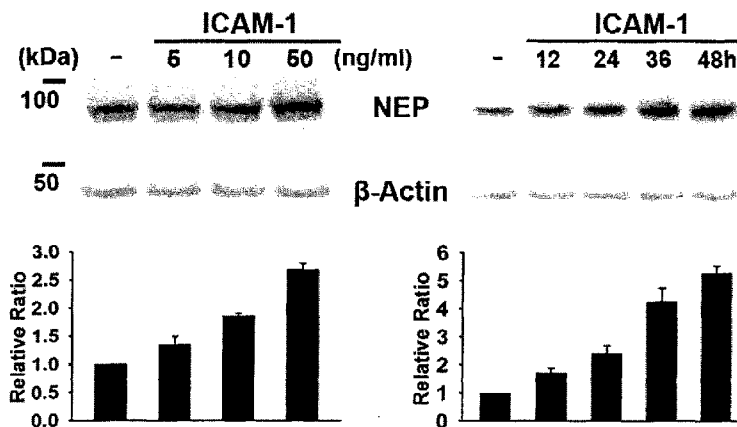 ICAM-1
(kDa) – 5 10 50 (ng/ml)
ICAM-1
– 12 24 36 48h
100
NEP
50
β-Actin
Relative Ratio
3.0
2.5
2.0
1.5
1.0
0.5
0.0
Relative Ratio
6
5
4
3
2
1
0